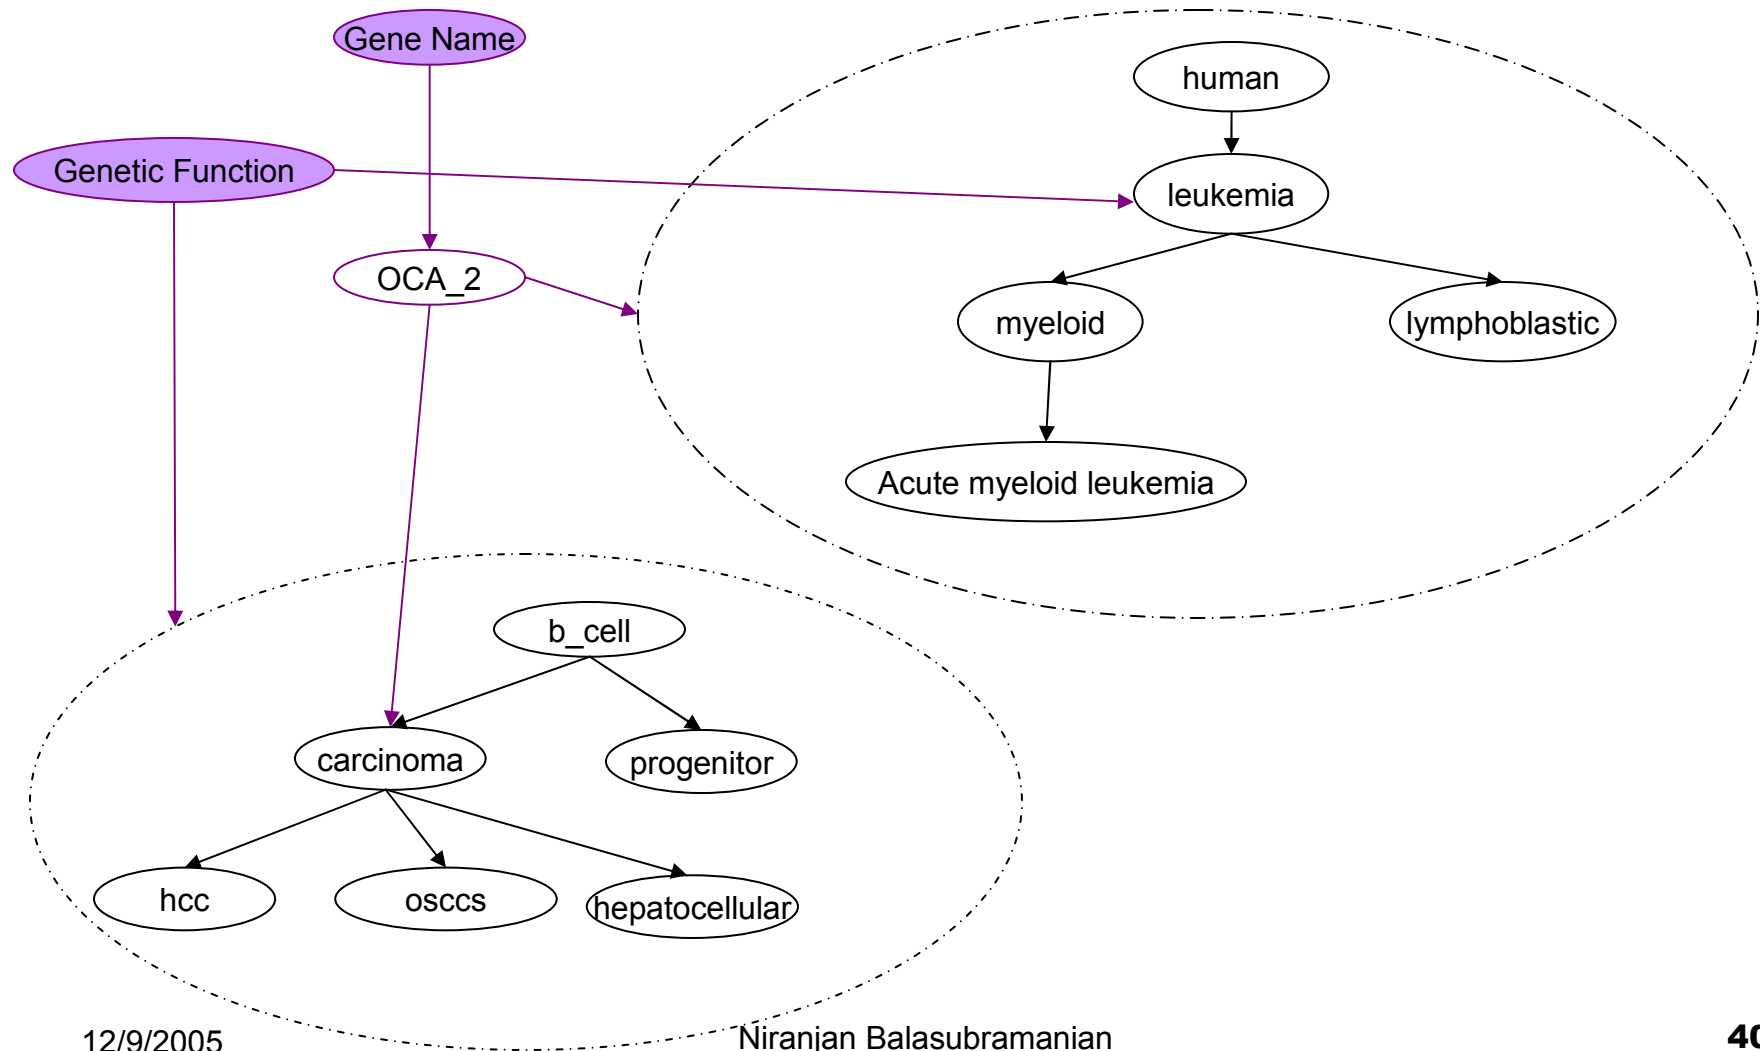 Gene Name
human
Genetic Function
leukemia
OCA_2
myeloid
lymphoblastic
Acute myeloid leukemia
b_cell
carcinoma
progenitor
hcc
osccs
hepatocellular
12/9/2005
Niranjan Balasubramanian
40